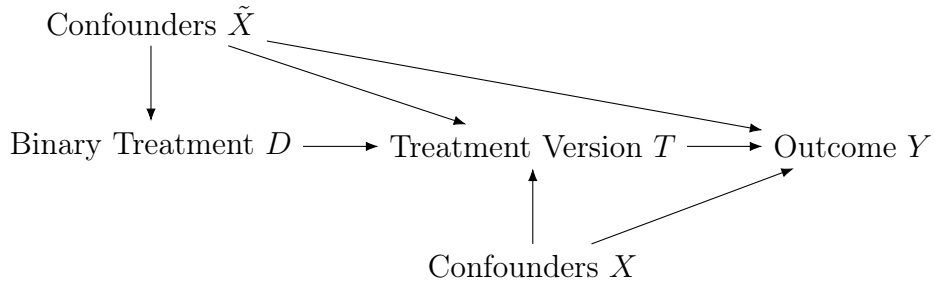 Confounders X̃
Binary Treatment D
Treatment Version T
Outcome Y
Confounders X